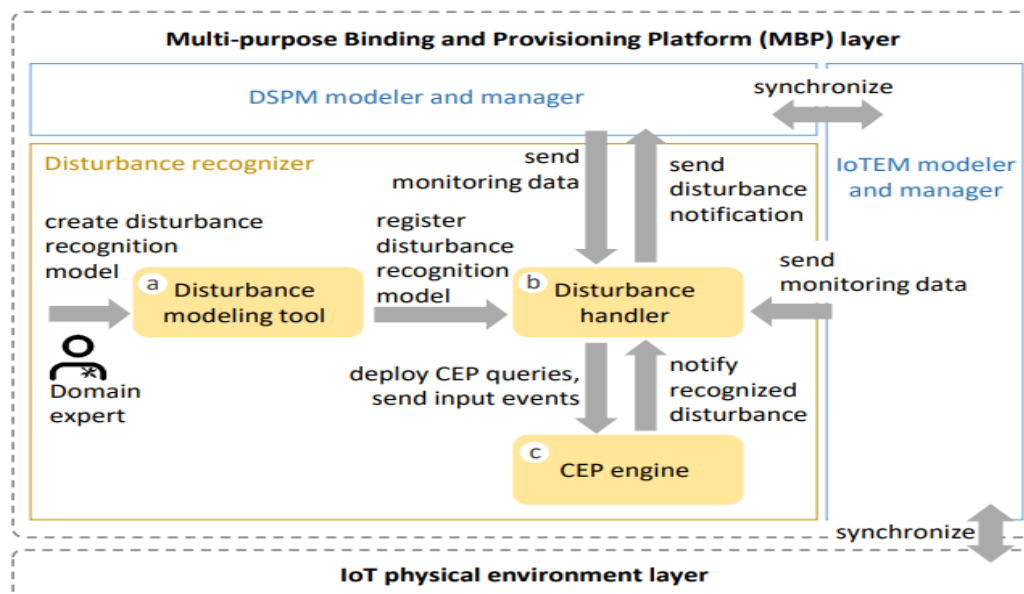 Multi-purpose Binding and Provisioning Platform (MBP) layer
DSPM modeler and manager
synchronize
Disturbance recognizer
send
monitoring data
send
disturbance
notification
IoTEM modeler
and manager
create disturbance
recognition
model
register
disturbance
recognition
model
a
Disturbance
modeling tool
b
Disturbance
handler
send
monitoring data
Domain
expert
deploy CEP queries,
send input events
notify
recognized
disturbance
c
CEP engine
synchronize
IoT physical environment layer